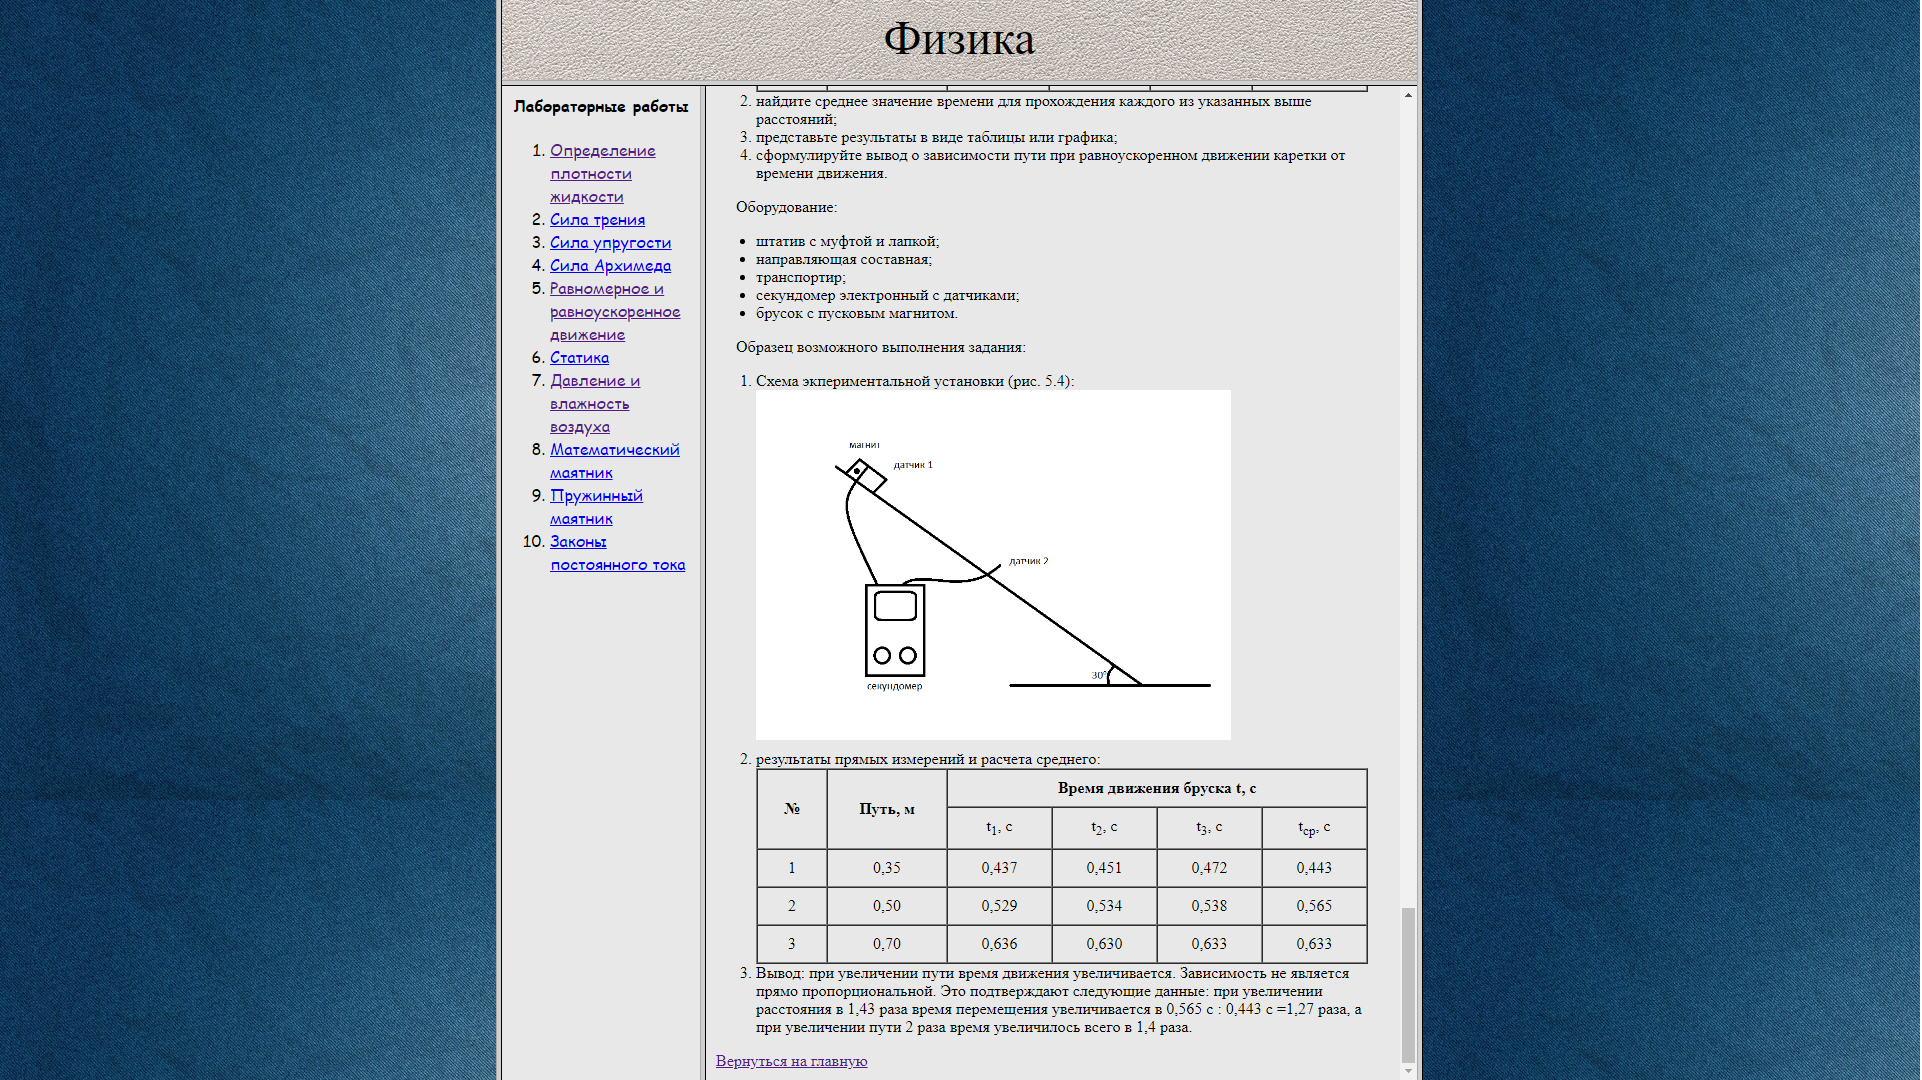 Физика
Лабораторные работы
1. Определение
плотности
жидкости
2. Сила трения
3. Сила упругости
4. Сила Архимеда
5. Равномерное и
равноускоренное
движение
6. Статика
7. Давление и
влажность
воздуха
8. Математический
маятник
9. Пружинный
маятник
10. Законы
постоянного тока
2. найдите среднее значение времени для прохождения каждого из указанных выше
расстояний;
3. представьте результаты в виде таблицы или графика;
4. сформулируйте вывод о зависимости пути при равноускоренном движении каретки от
времени движения.
Оборудование:
штатив с муфтой и лапкой;
направляющая составная;
транспортир;
секундомер электронный с датчиками;
брусок с пусковым магнитом.
Образец возможного выполнения задания:
1. Схема экпериментальной установки (рис. 5.4):
магнит
датчик 1
датчик 2
30°
секундомер
2. результаты прямых измерений и расчета среднего:
№ Путь, м Время движения бруска t, с
t1, с t2, с t3, с tср, с
1 0,35 0,437 0,451 0,472 0,443
2 0,50 0,529 0,534 0,538 0,565
3 0,70 0,636 0,630 0,633 0,633
3. Вывод: при увеличении пути время движения увеличивается. Зависимость не является
прямо пропорциональной. Это подтверждают следующие данные: при увеличении
расстояния в 1,43 раза время перемещения увеличивается в 0,565 с : 0,443 с =1,27 раза, а
при увеличении пути 2 раза время увеличилось всего в 1,4 раза.
Вернуться на главную